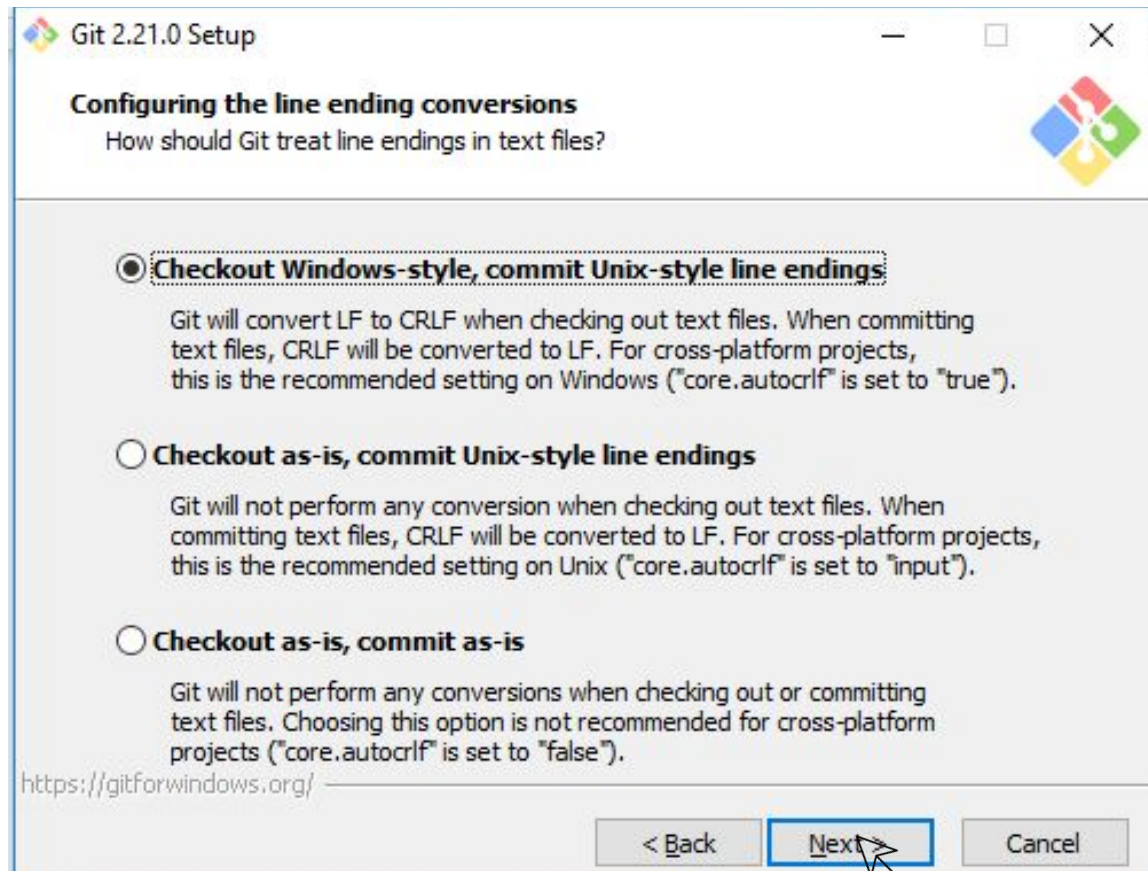 Git 2.21.0 Setup
Configuring the line ending conversions
How should Git treat line endings in text files?
Checkout Windows-style, commit Unix-style line endings
Git will convert LF to CRLF when checking out text files. When committing
text files, CRLF will be converted to LF. For cross-platform projects,
this is the recommended setting on Windows ("core.autocrlf" is set to "true").
Checkout as-is, commit Unix-style line endings
Git will not perform any conversion when checking out text files. When
committing text files, CRLF will be converted to LF. For cross-platform projects,
this is the recommended setting on Unix ("core.autocrlf" is set to "input").
Checkout as-is, commit as-is
Git will not perform any conversions when checking out or committing
text files. Choosing this option is not recommended for cross-platform
projects ("core.autocrlf" is set to "false").
https://gitforwindows.org/
< Back Next > Cancel